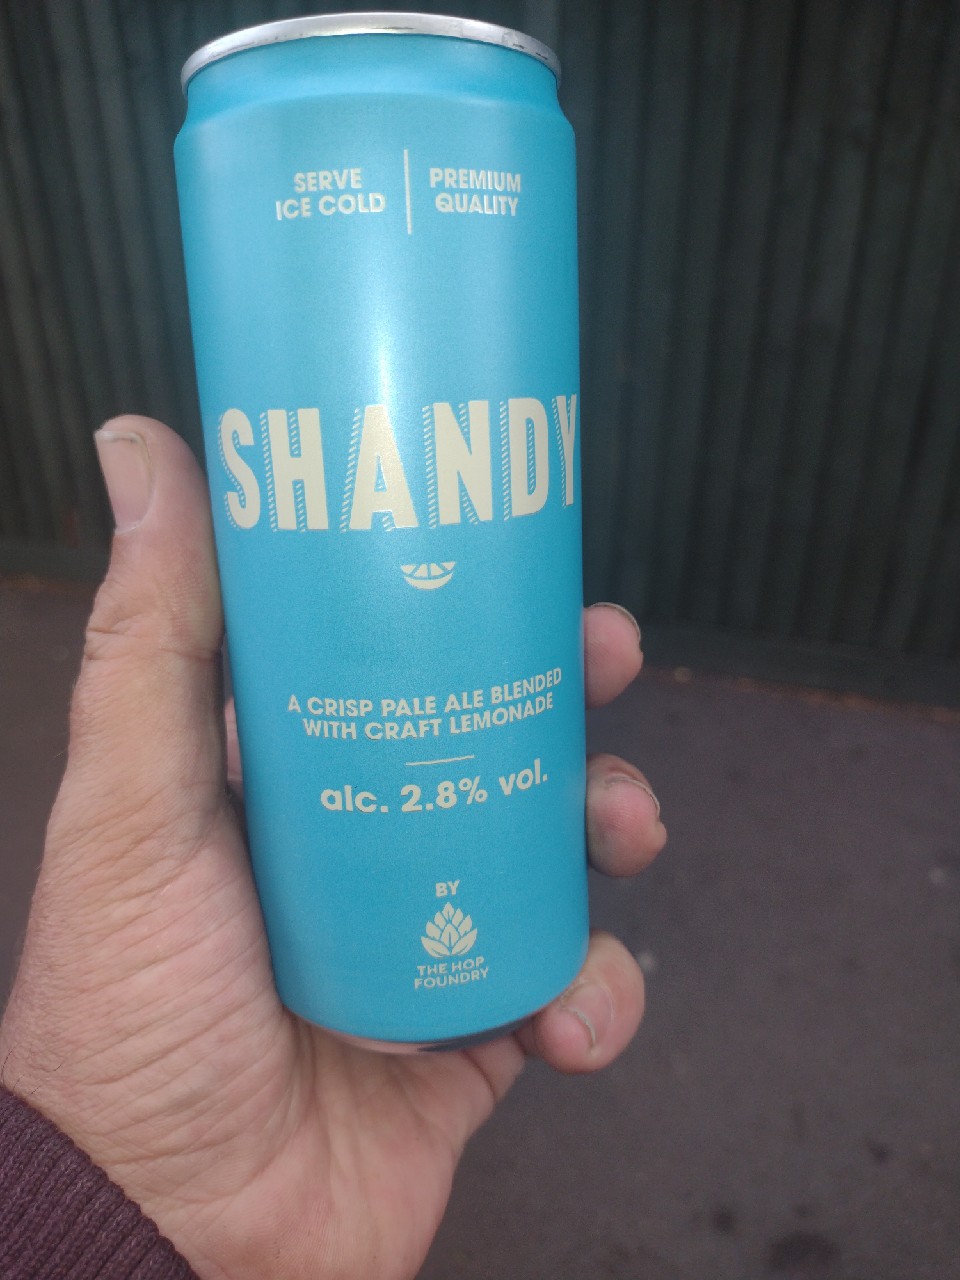 SERVE
ICE COLD
PREMIUM
QUALITY
SHANDY
A CRISP PALE ALE BLENDED
WITH CRAFT LEMONADE
alc. 2.8% vol.
BY
THE HOP
FOUNDRY